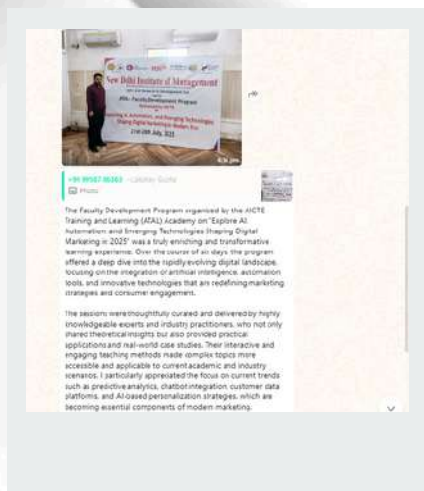 New Delhi Institute of Management
ATAL- Faculty Development Program
Shaping Digital Marketing in Modern Era
21st-26th July, 2025
Photo
The Faculty Development Program organized by the AICTE
Training and Learning (ATAL) Academy on "Explore AI,
Automation and Emerging Technologies Shaping Digital
Marketing in 2025" was a truly enriching and transformative
learning experience. Over the course of six days the program
offered a deep dive into the rapidly evolving digital landscape,
focusing on the integration of artificial intelligence, automation
tools, and innovative technologies that are redefining marketing
strategies and consumer engagement.
The sessions were thoughtfully curated and delivered by highly
knowledgeable experts and industry practitioners, who not only
shared theoretical insights but also provided practical
applications and real-world case studies. Their interactive and
engaging teaching methods made complex topics more
accessible and applicable to current academic and industry
scenarios. I particularly appreciated the focus on current trends
such as predictive analytics, chatbot integration, customer data
platforms, and AI-based personalization strategies, which are
becoming essential components of modern marketing.